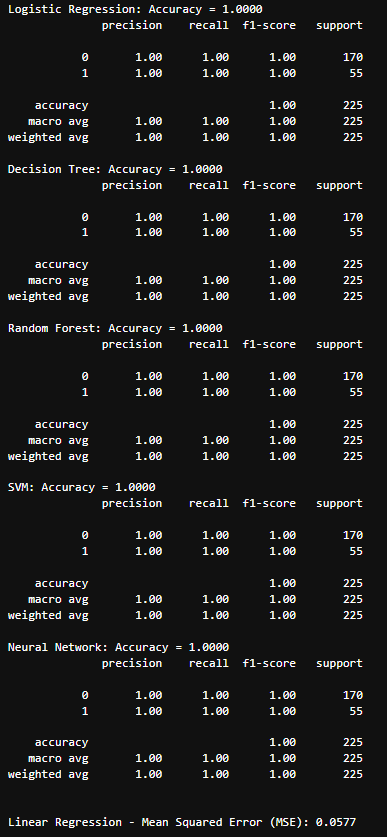 Logistic Regression: Accuracy = 1.0000
precision recall f1-score support
0 1.00 1.00 1.00 170
1 1.00 1.00 1.00 55
accuracy 1.00 225
macro avg 1.00 1.00 1.00 225
weighted avg 1.00 1.00 1.00 225
Decision Tree: Accuracy = 1.0000
precision recall f1-score support
0 1.00 1.00 1.00 170
1 1.00 1.00 1.00 55
accuracy 1.00 225
macro avg 1.00 1.00 1.00 225
weighted avg 1.00 1.00 1.00 225
Random Forest: Accuracy = 1.0000
precision recall f1-score support
0 1.00 1.00 1.00 170
1 1.00 1.00 1.00 55
accuracy 1.00 225
macro avg 1.00 1.00 1.00 225
weighted avg 1.00 1.00 1.00 225
SVM: Accuracy = 1.0000
precision recall f1-score support
0 1.00 1.00 1.00 170
1 1.00 1.00 1.00 55
accuracy 1.00 225
macro avg 1.00 1.00 1.00 225
weighted avg 1.00 1.00 1.00 225
Neural Network: Accuracy = 1.0000
precision recall f1-score support
0 1.00 1.00 1.00 170
1 1.00 1.00 1.00 55
accuracy 1.00 225
macro avg 1.00 1.00 1.00 225
weighted avg 1.00 1.00 1.00 225
Linear Regression - Mean Squared Error (MSE): 0.0577